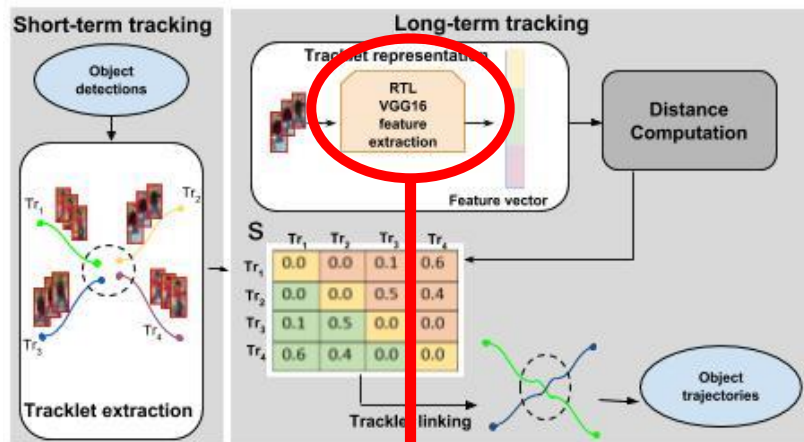 Short-term tracking
Object
detections
Tr1
Tr2
Tr3
Tr4
Tracklet extraction
Long-term tracking
Tracklet representation
RTL
VGG16
feature
extraction
Feature vector
Distance
Computation
S
Tr1 Tr2 Tr3 Tr4
Tr1 0.0 0.0 0.1 0.6
Tr2 0.0 0.0 0.5 0.4
Tr3 0.1 0.5 0.0 0.0
Tr4 0.6 0.4 0.0 0.0
Tracklet linking
Object
trajectories